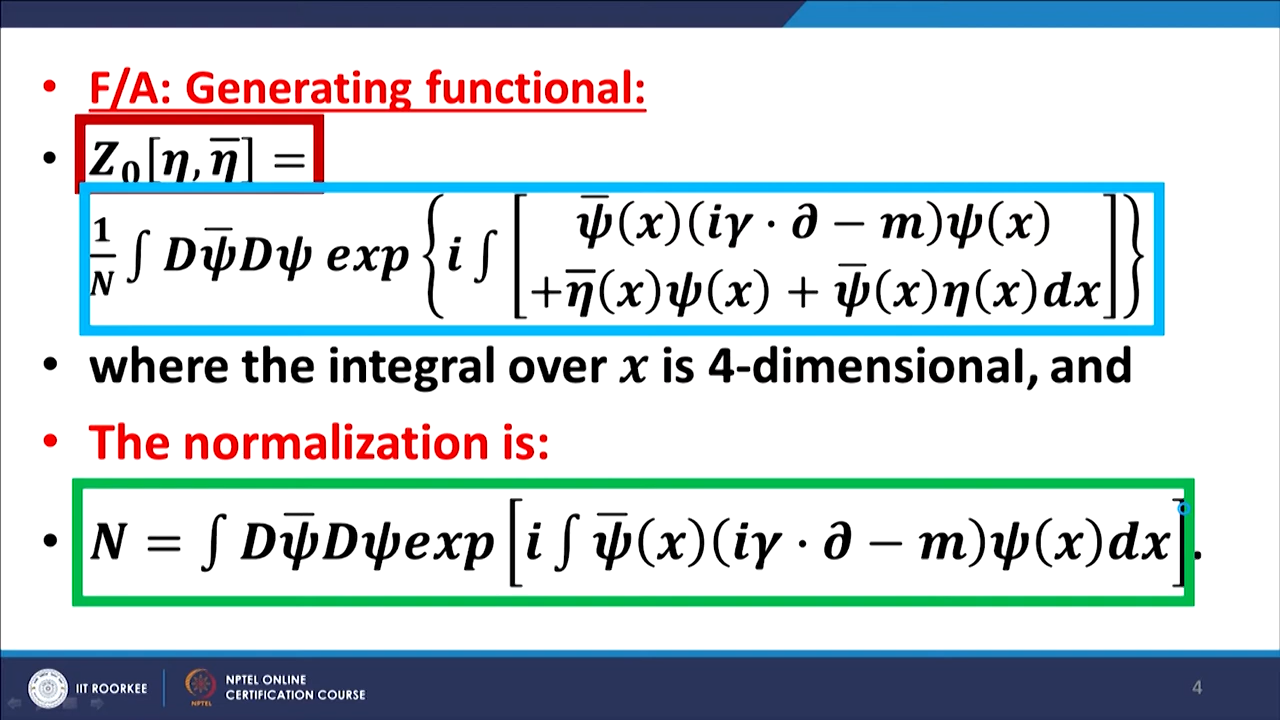 • F/A: Generating functional:
• Z₀[η, η̅] =
1/N ∫ Dψ̅Dψ exp {i ∫ [ψ̅(x)(iγ · ∂ − m)ψ(x)
+η̅(x)ψ(x) + ψ̅(x)η(x)dx]}
• where the integral over x is 4-dimensional, and
• The normalization is:
• N = ∫ Dψ̅Dψexp [i ∫ ψ̅(x)(iγ · ∂ − m)ψ(x)dx].
IIT ROORKEE
NPTEL
NPTEL ONLINE
CERTIFICATION COURSE
4